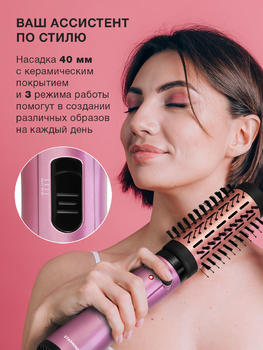 ВАШ АССИСТЕНТ
ПО СТИЛЮ
Насадка 40 мм
с керамическим
покрытием
и 3 режима работы
помогут в создании
различных образов
на каждый день